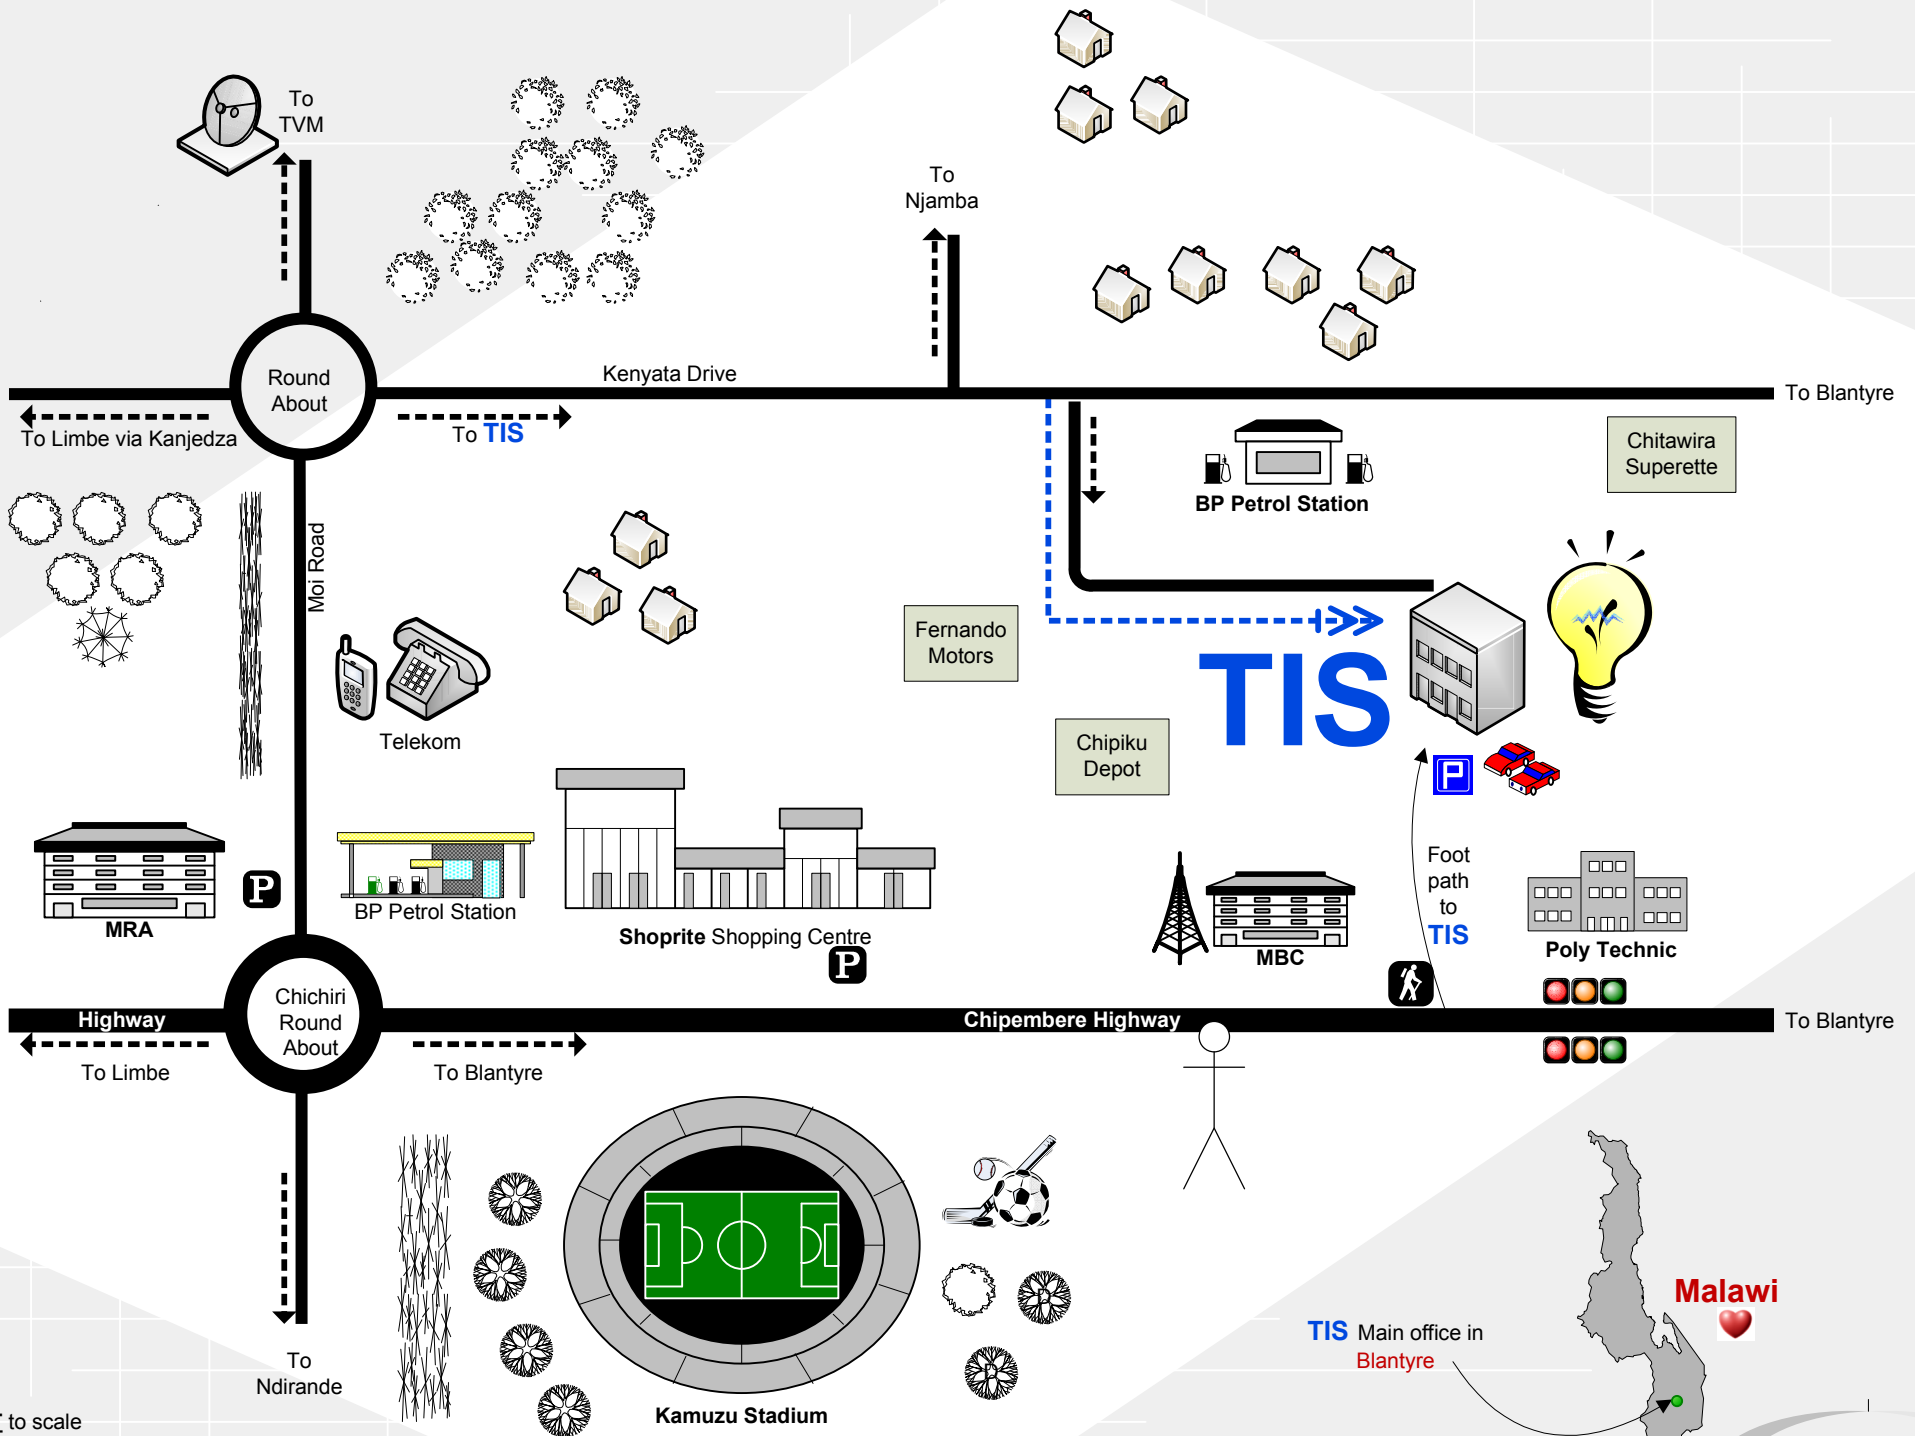 To
TVM
To
Njamba
Kenyata Drive
Round
About
To Blantyre
To Limbe via Kanjedza
To TIS
Chitawira
Superette
BP Petrol Station
Moi Road
Fernando
Motors
TIS
Telekom
Chipiku
Depot
P
Foot
path
to
TIS
P
MRA
BP Petrol Station
Shoprite Shopping Centre
P
MBC
Poly Technic
Chichiri
Round
About
Highway
Chipembere Highway
To Blantyre
To Limbe
To Blantyre
Malawi
TIS Main office in
Blantyre
To
Ndirande
Kamuzu Stadium
to scale